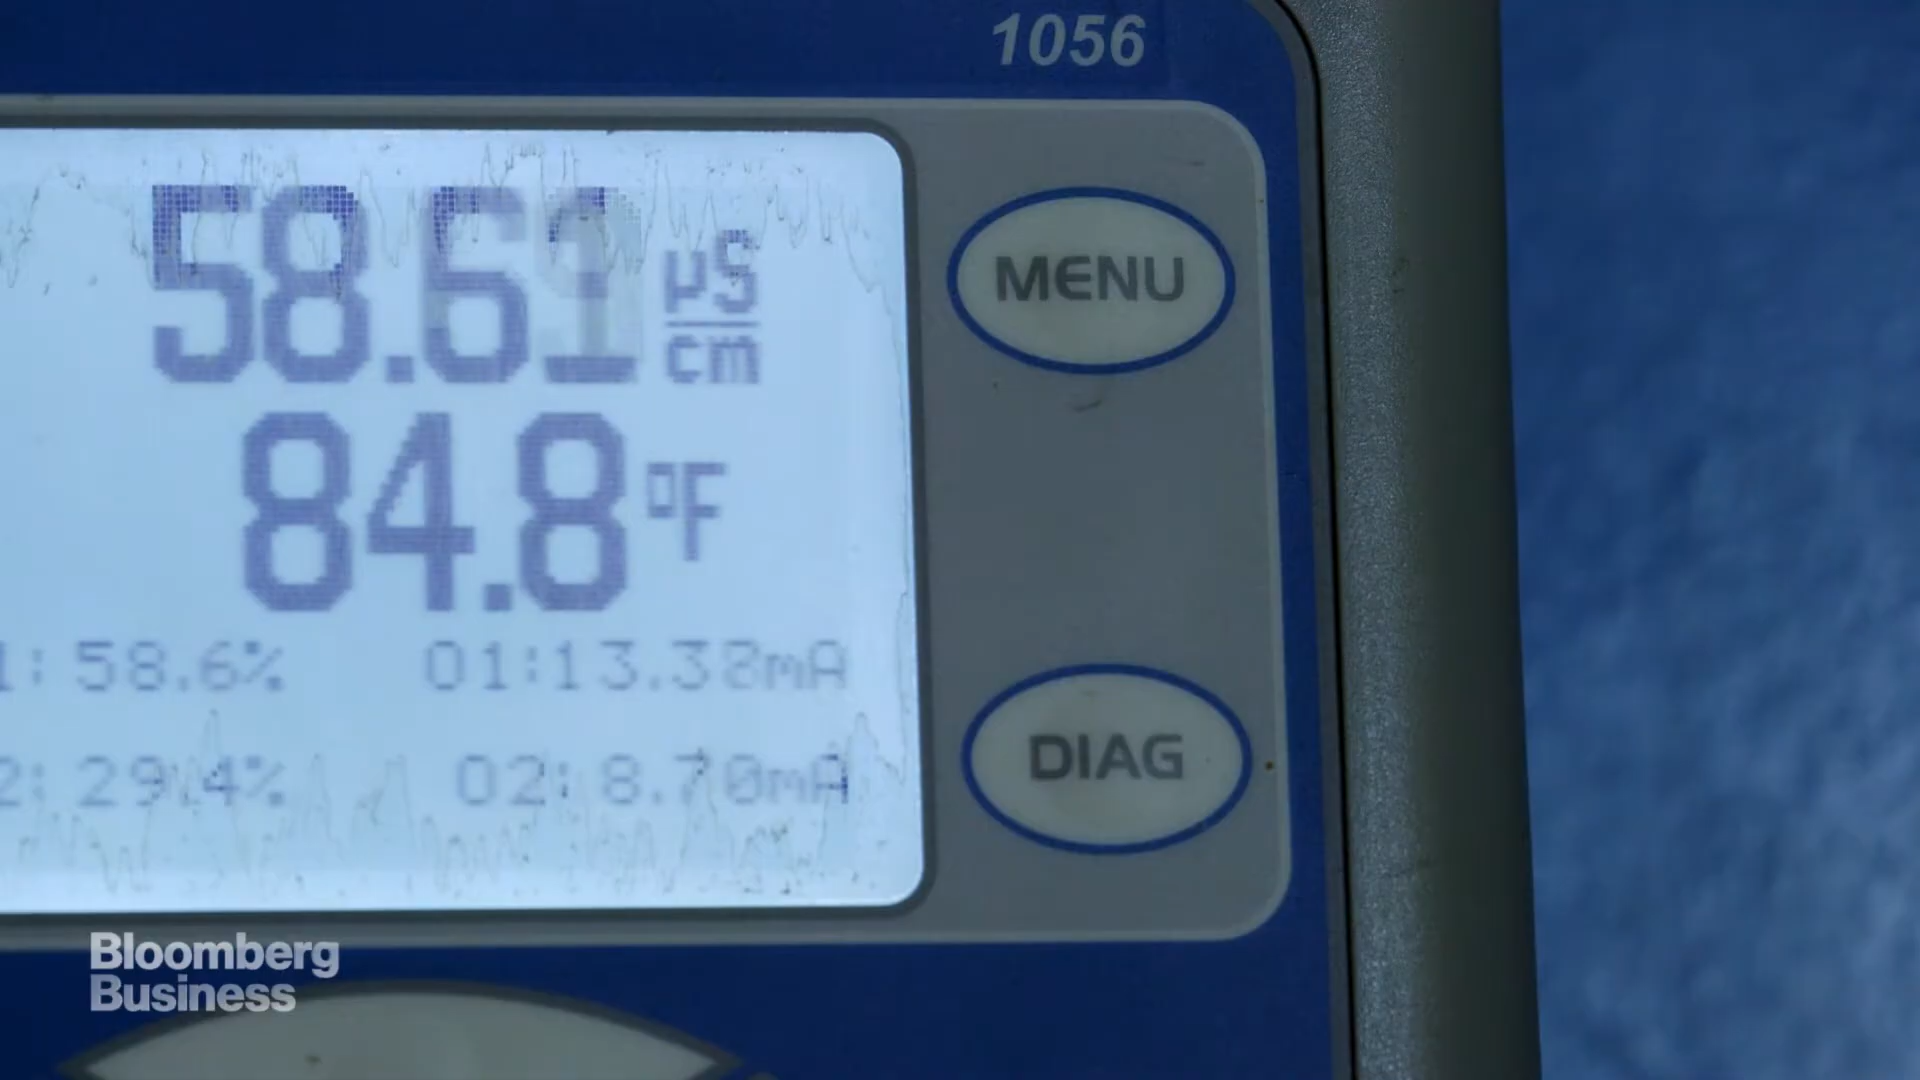 1056
58.61 µS
cm
MENU
84.8 ºF
1: 58.6% 01:13.38mA
2: 29.4% 02: 8.70mA
DIAG
Bloomberg
Business